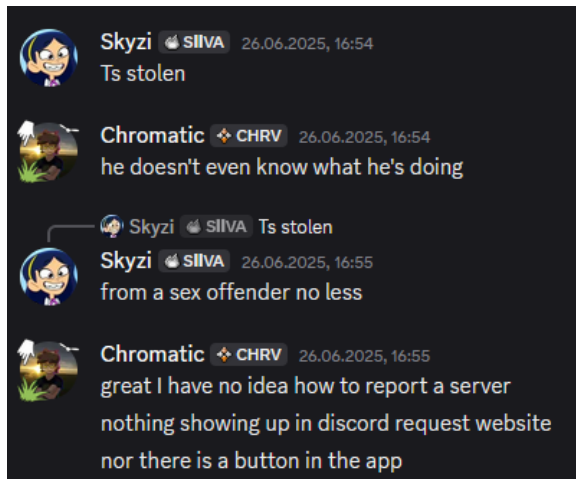 Skyzi SIIVA 26.06.2025, 16:54
Ts stolen
Chromatic CHRV 26.06.2025, 16:54
he doesn't even know what he's doing
Skyzi SIIVA Ts stolen
Skyzi SIIVA 26.06.2025, 16:55
from a sex offender no less
Chromatic CHRV 26.06.2025, 16:55
great I have no idea how to report a server
nothing showing up in discord request website
nor there is a button in the app